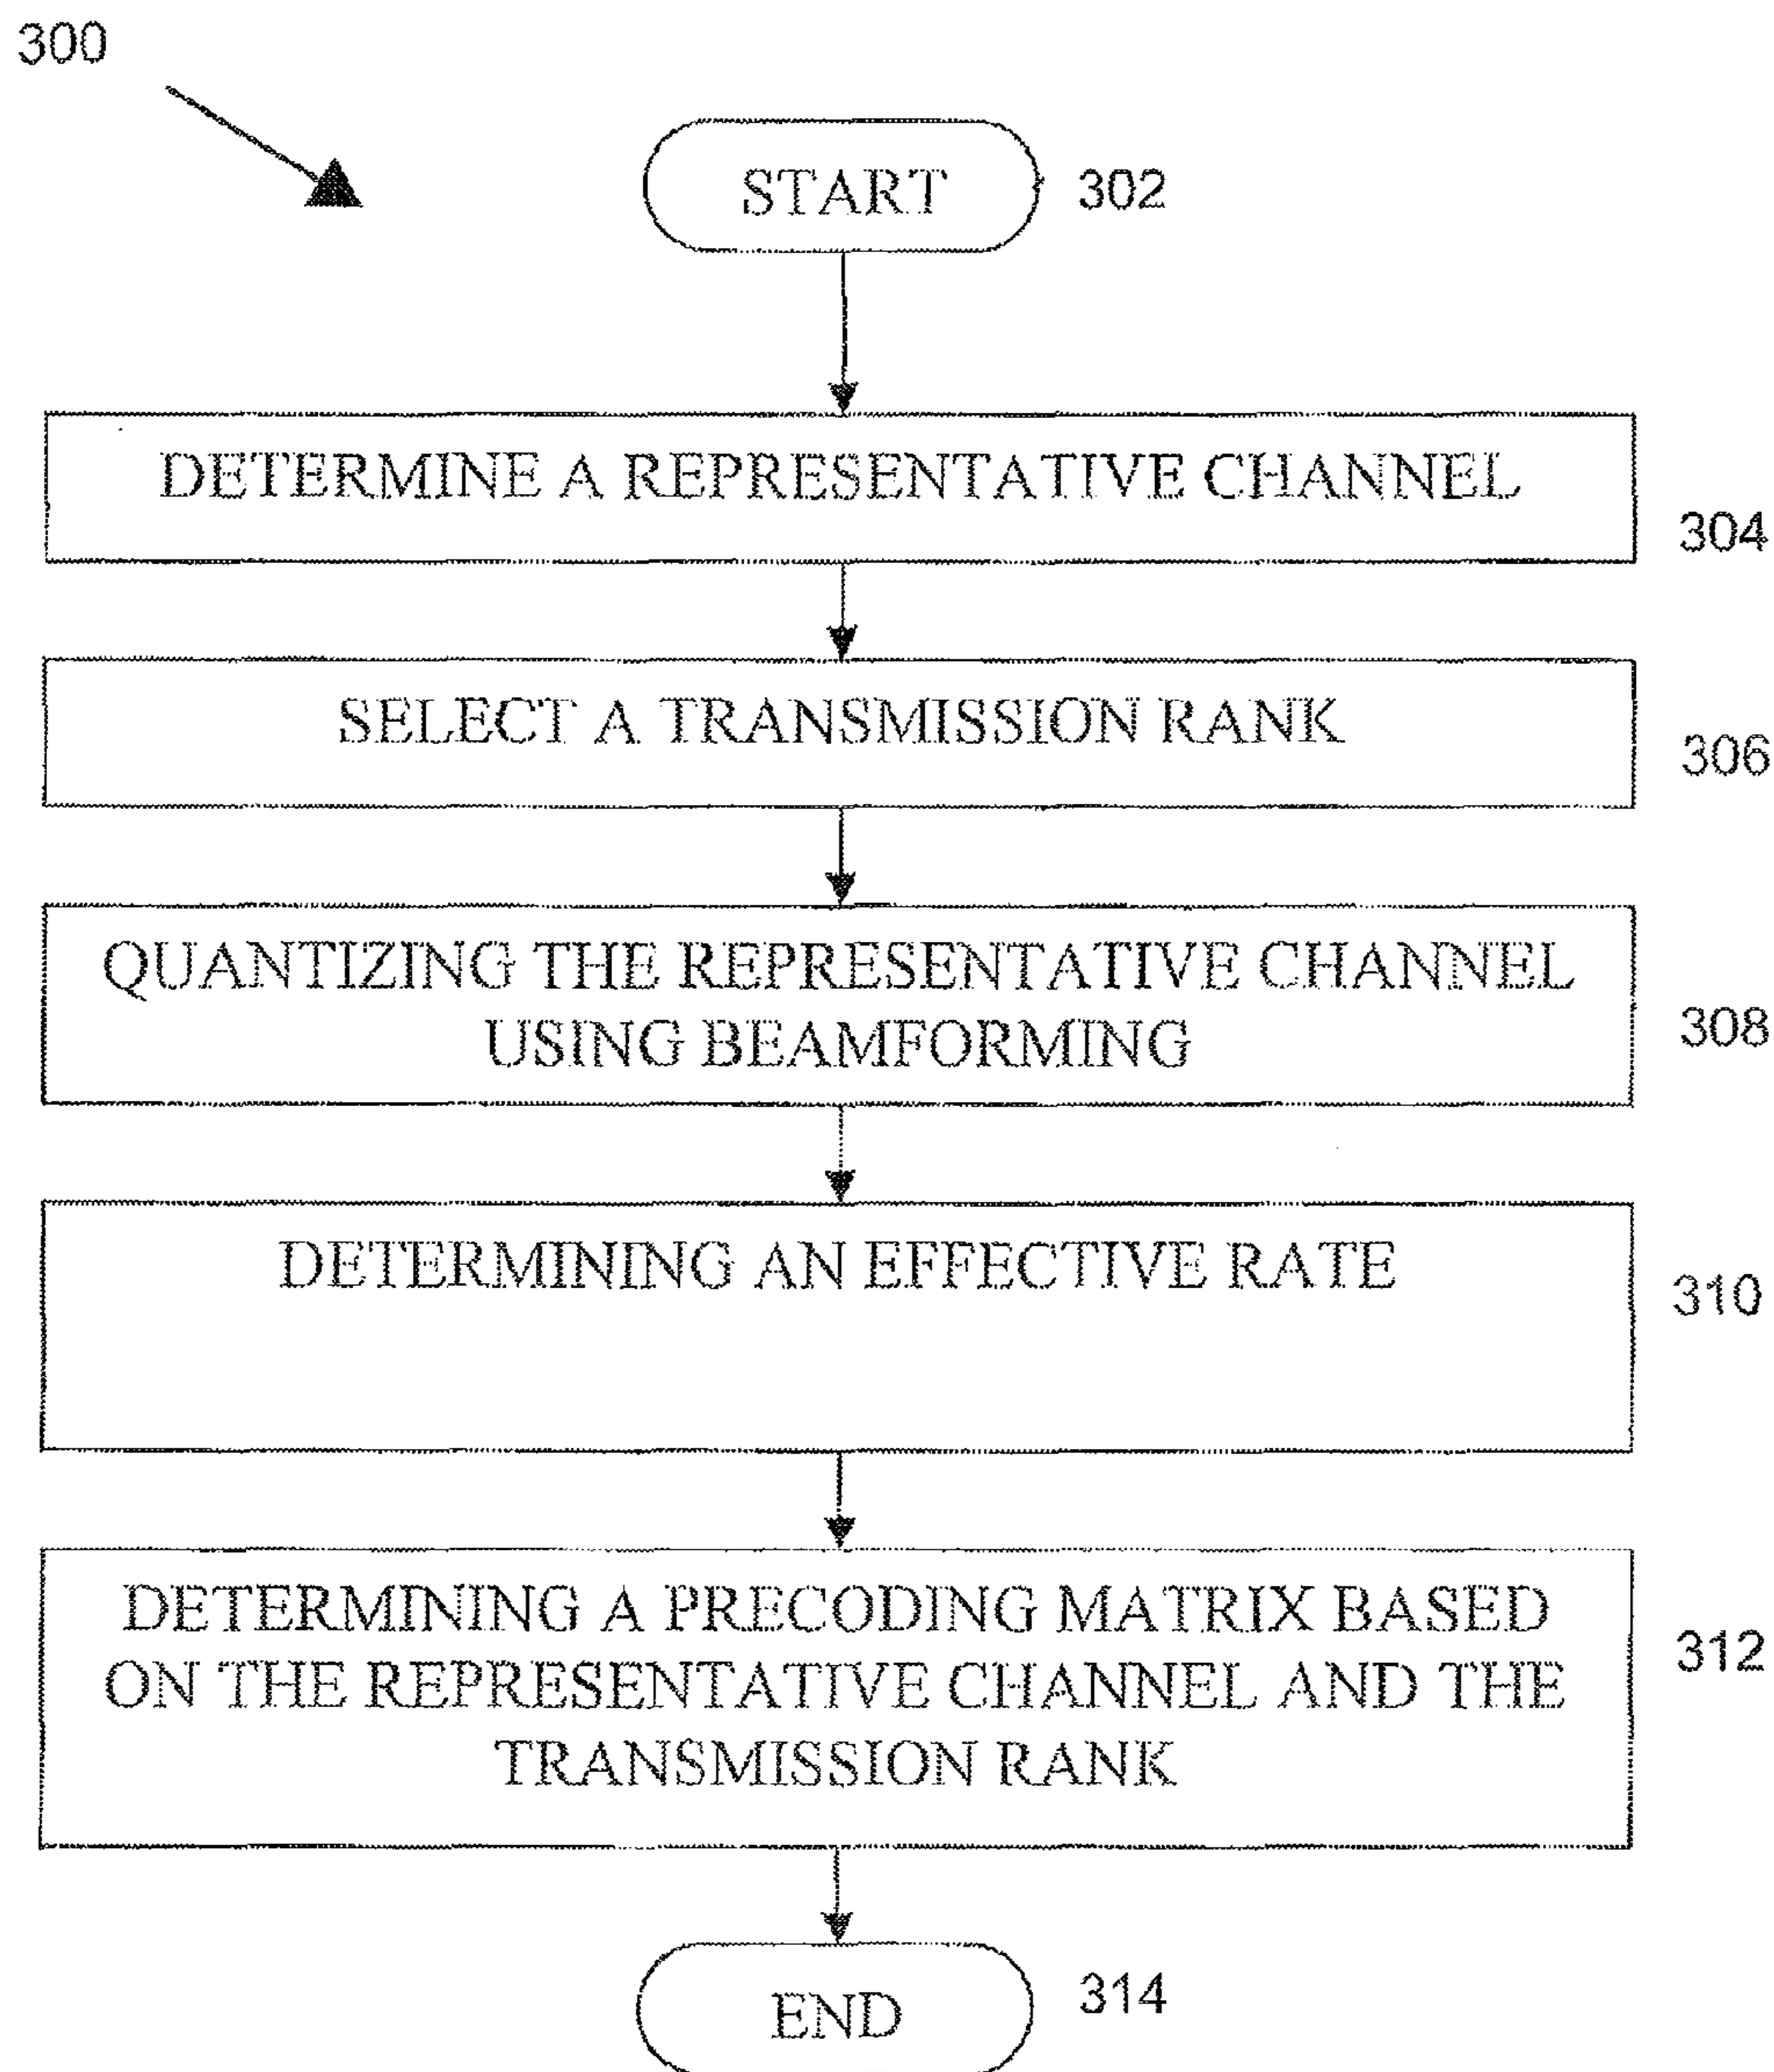 300
START
302
DETERMINE A REPRESENTATIVE CHANNEL
304
SELECT A TRANSMISSION RANK
306
QUANTIZING THE REPRESENTATIVE CHANNEL
USING BEAMFORMING
308
DETERMINING AN EFFECTIVE RATE
310
DETERMINING A PRECODING MATRIX BASED
ON THE REPRESENTATIVE CHANNEL AND THE
TRANSMISSION RANK
312
END
314